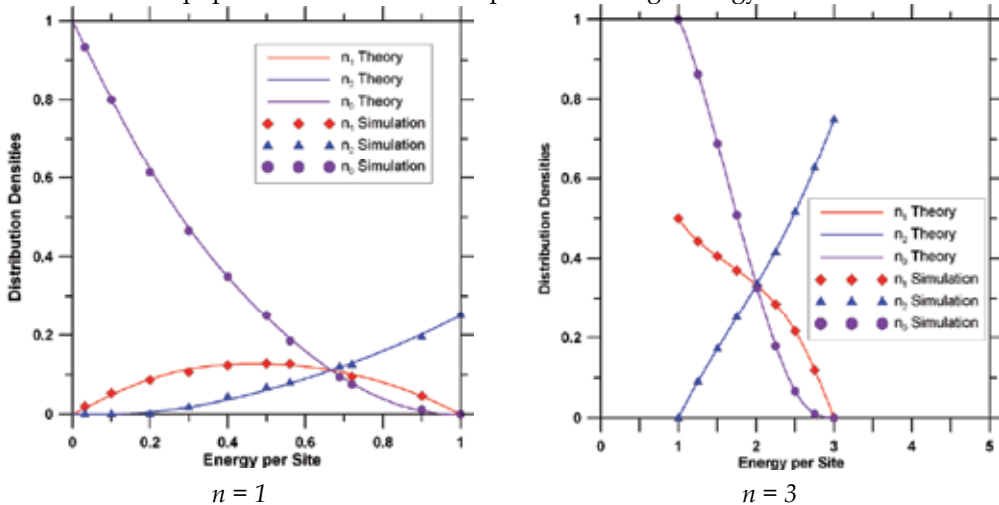 1
0.8
0.6
0.4
0.2
0
Distribution Densities
n₁ Theory
n₂ Theory
n₀ Theory
n₁ Simulation
n₂ Simulation
n₀ Simulation
0 0.2 0.4 0.6 0.8 1
Energy per Site
n = 1
1
0.8
0.6
0.4
0.2
0
Distribution Densities
n₁ Theory
n₂ Theory
n₀ Theory
n₁ Simulation
n₂ Simulation
n₀ Simulation
0 1 2 3 4 5
Energy per Site
n = 3